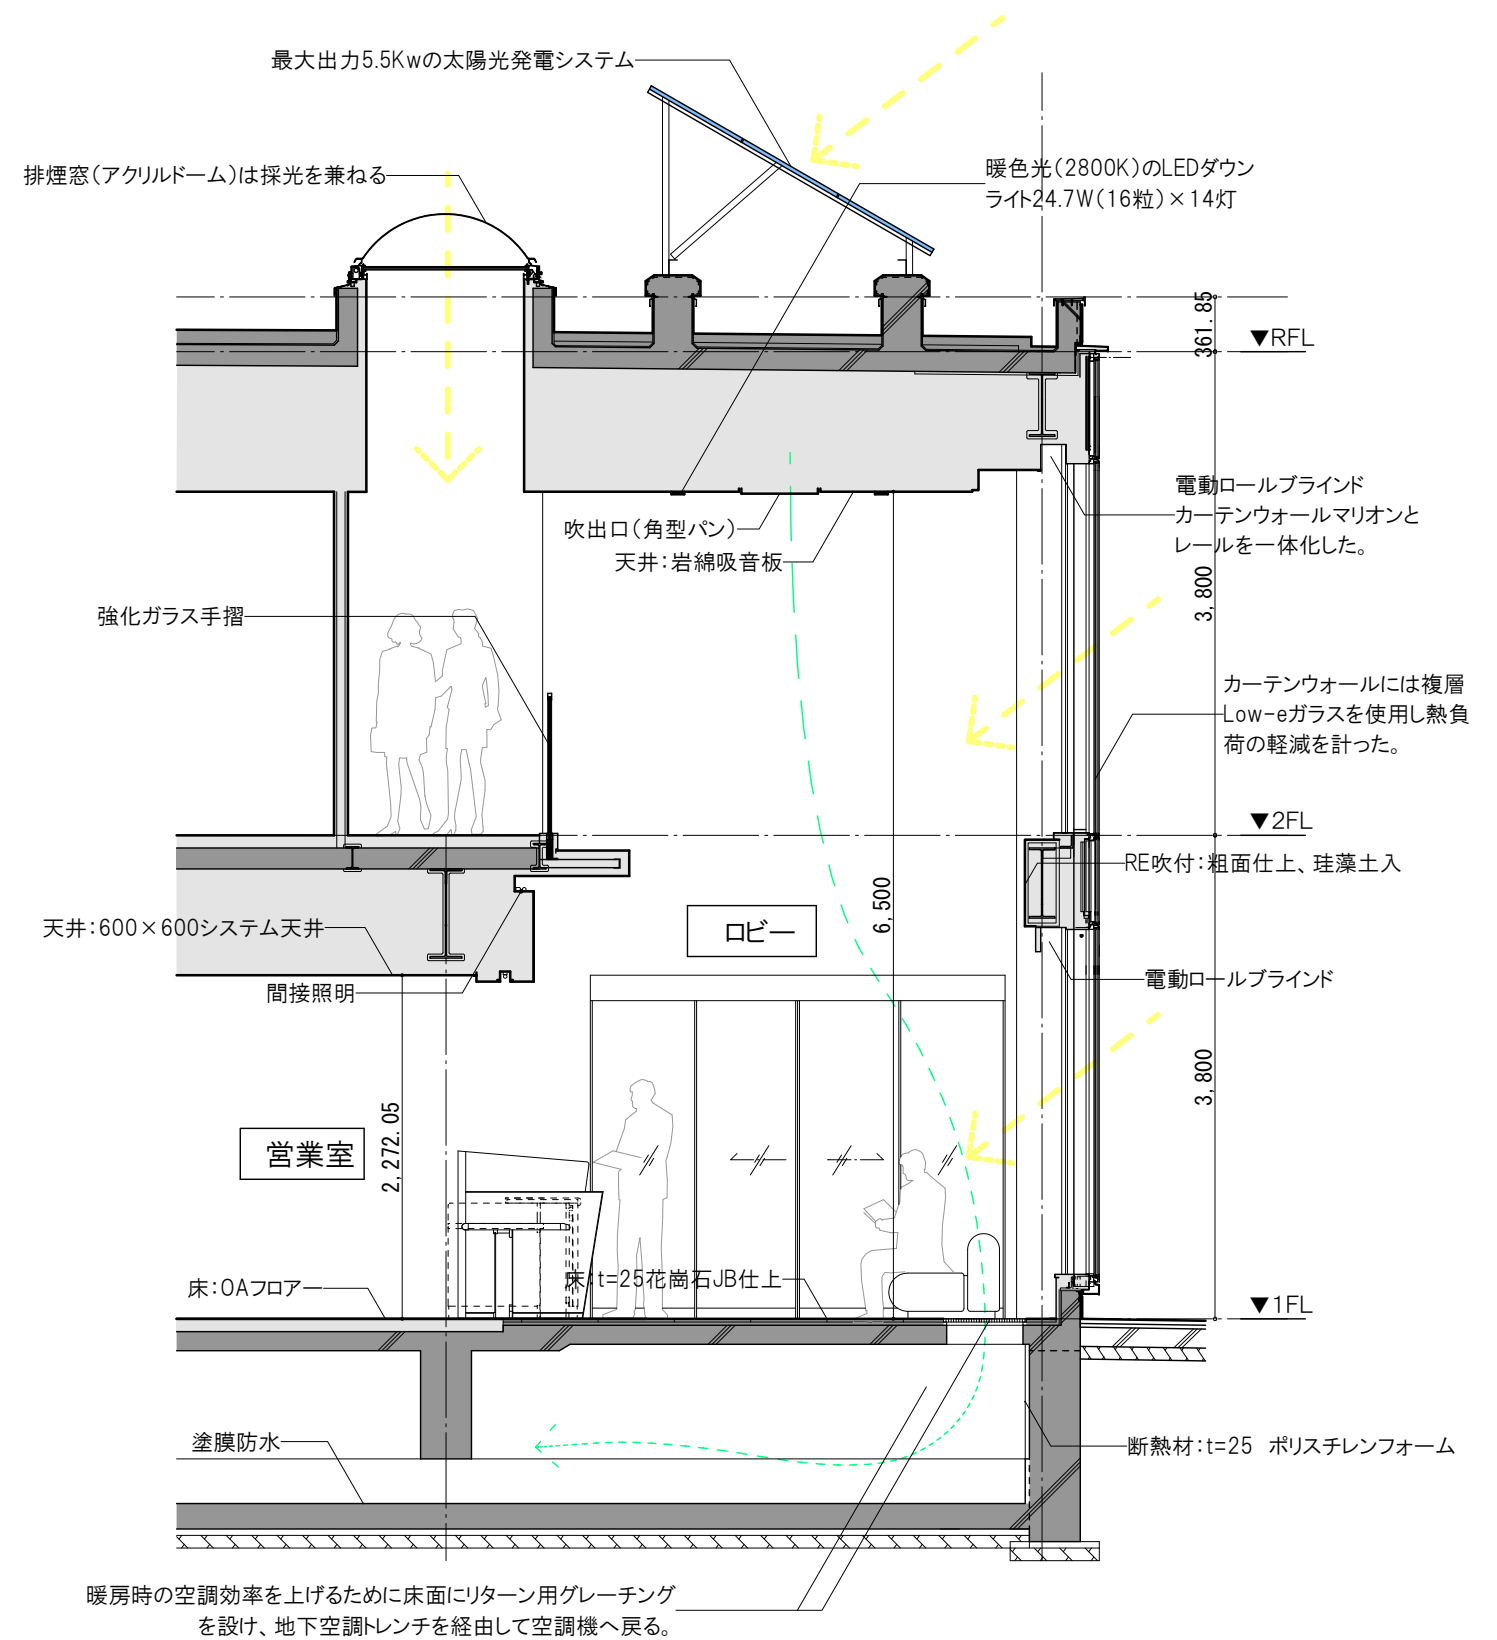 最大出力5.5Kwの太陽光発電システム
排煙窓(アクリルドーム)は採光を兼ねる
暖色光(2800K)のLEDダウン
ライト24.7W(16粒)×14灯
361.85
▼RFL
電動ロールブラインド
カーテンウォールマリオンと
レールを一体化した。
吹出口(角型パン)
天井:岩綿吸音板
3,800
強化ガラス手摺
カーテンウォールには複層
Low-eガラスを使用し熱負
荷の軽減を計った。
▼2FL
RE吹付:粗面仕上、珪藻土入
6,500
ロビー
天井:600×600システム天井
間接照明
電動ロールブラインド
3,800
2,272.05
営業室
床:OAフロアー
床:t=25花崗石JB仕上
▼1FL
塗膜防水
断熱材:t=25 ポリスチレンフォーム
暖房時の空調効率を上げるために床面にリターン用グレーチング
を設け、地下空調トレンチを経由して空調機へ戻る。